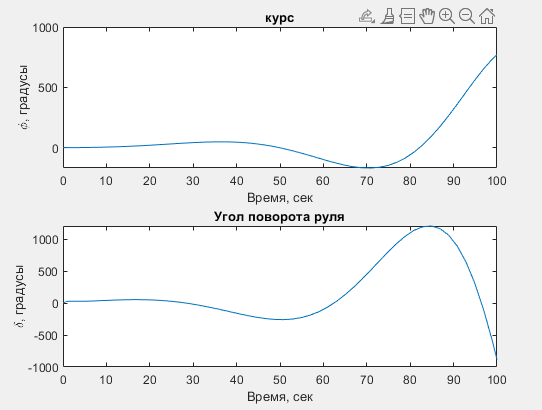 курс
1000
500
0
ϕ, градусы
0 10 20 30 40 50 60 70 80 90 100
Время, сек
Угол поворота руля
1000
500
0
-500
-1000
δ, градусы
0 10 20 30 40 50 60 70 80 90 100
Время, сек